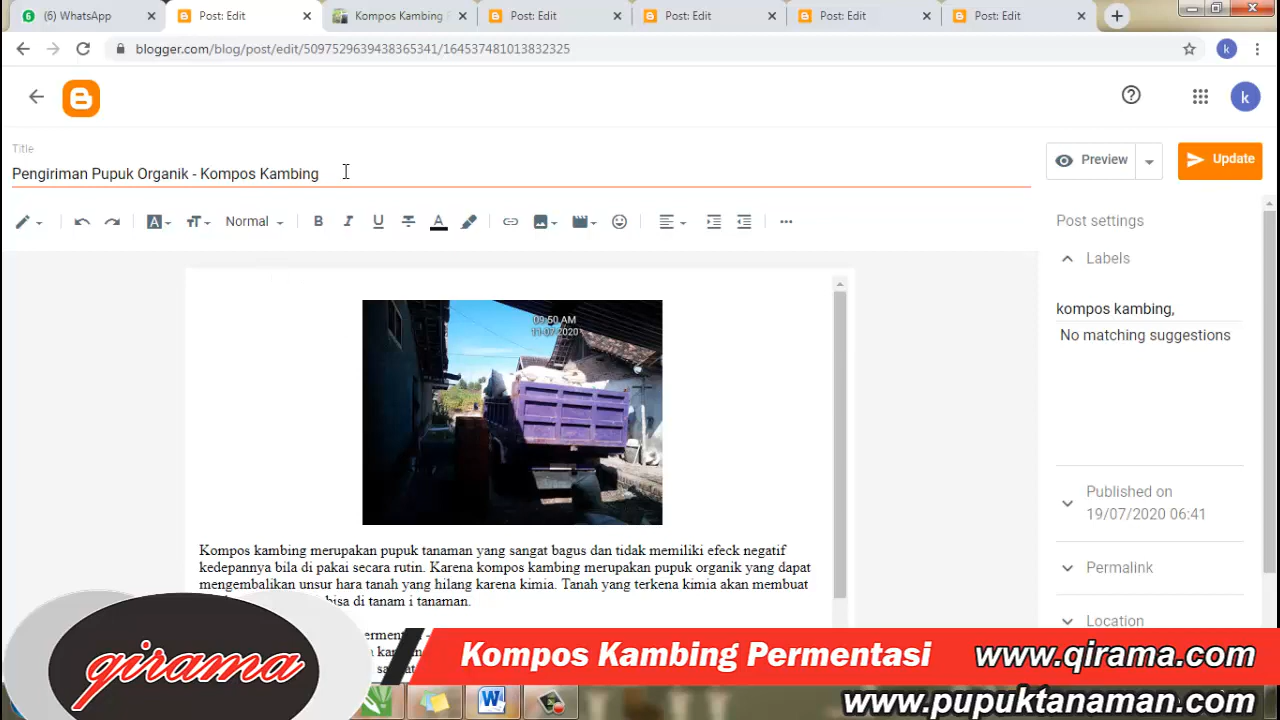 (6) WhatsApp
Post: Edit
Kompos Kambing
Post: Edit
Post: Edit
Post: Edit
Post: Edit
blogger.com/blog/post/edit/5097529639438365341/164537481013832325
k
k
Title
Pengiriman Pupuk Organik - Kompos Kambing
Preview
Update
Normal
Post settings
Labels
kompos kambing,
No matching suggestions
Published on
19/07/2020 06:41
Permalink
Location
09:50 AM
11-07-2020
Kompos kambing merupakan pupuk tanaman yang sangat bagus dan tidak memiliki efeck negatif
kedepannya bila di pakai secara rutin. Karena kompos kambing merupakan pupuk organik yang dapat
mengembalikan unsur hara tanah yang hilang karena kimia. Tanah yang terkena kimia akan membuat
bisa di tanam i tanaman.
qirama
Kompos Kambing Permentasi
www.qirama.com
www.pupuktanaman.com